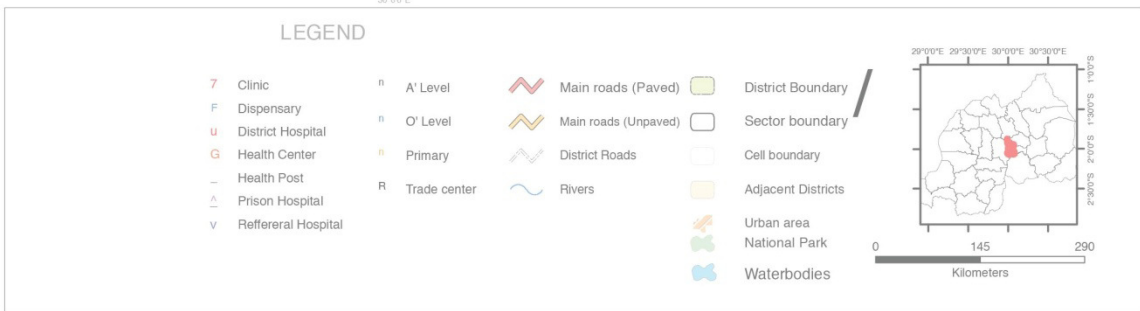 30°0'0"E
LEGEND
7 Clinic
F Dispensary
u District Hospital
G Health Center
_ Health Post
^ Prison Hospital
v Reffereral Hospital
n A' Level
n O' Level
n Primary
R Trade center
Main roads (Paved)
Main roads (Unpaved)
District Roads
Rivers
District Boundary
Sector boundary
Cell boundary
Adjacent Districts
Urban area
National Park
Waterbodies
29°0'0"E 29°30'0"E 30°0'0"E 30°30'0"E
1°0'0"S
1°30'0"S
2°0'0"S
2°30'0"S
0 145 290
Kilometers